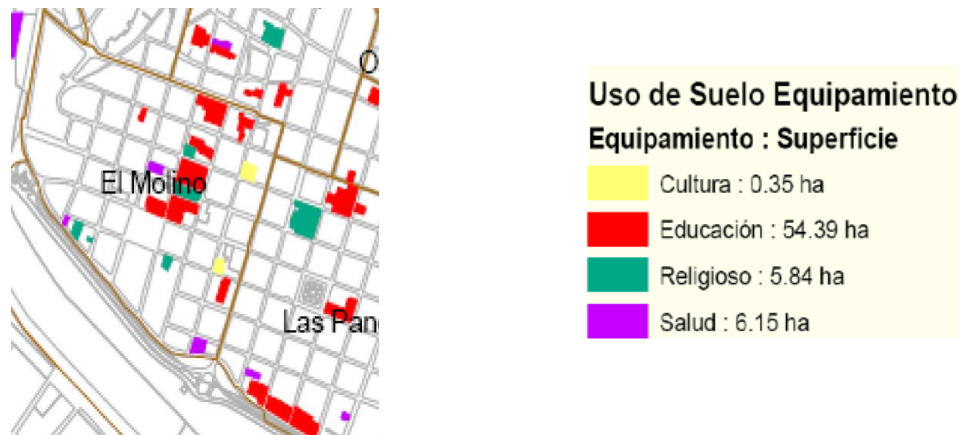 El Molino
Las Pan
Uso de Suelo Equipamiento
Equipamiento : Superficie
Cultura : 0.35 ha
Educación : 54.39 ha
Religioso : 5.84 ha
Salud : 6.15 ha